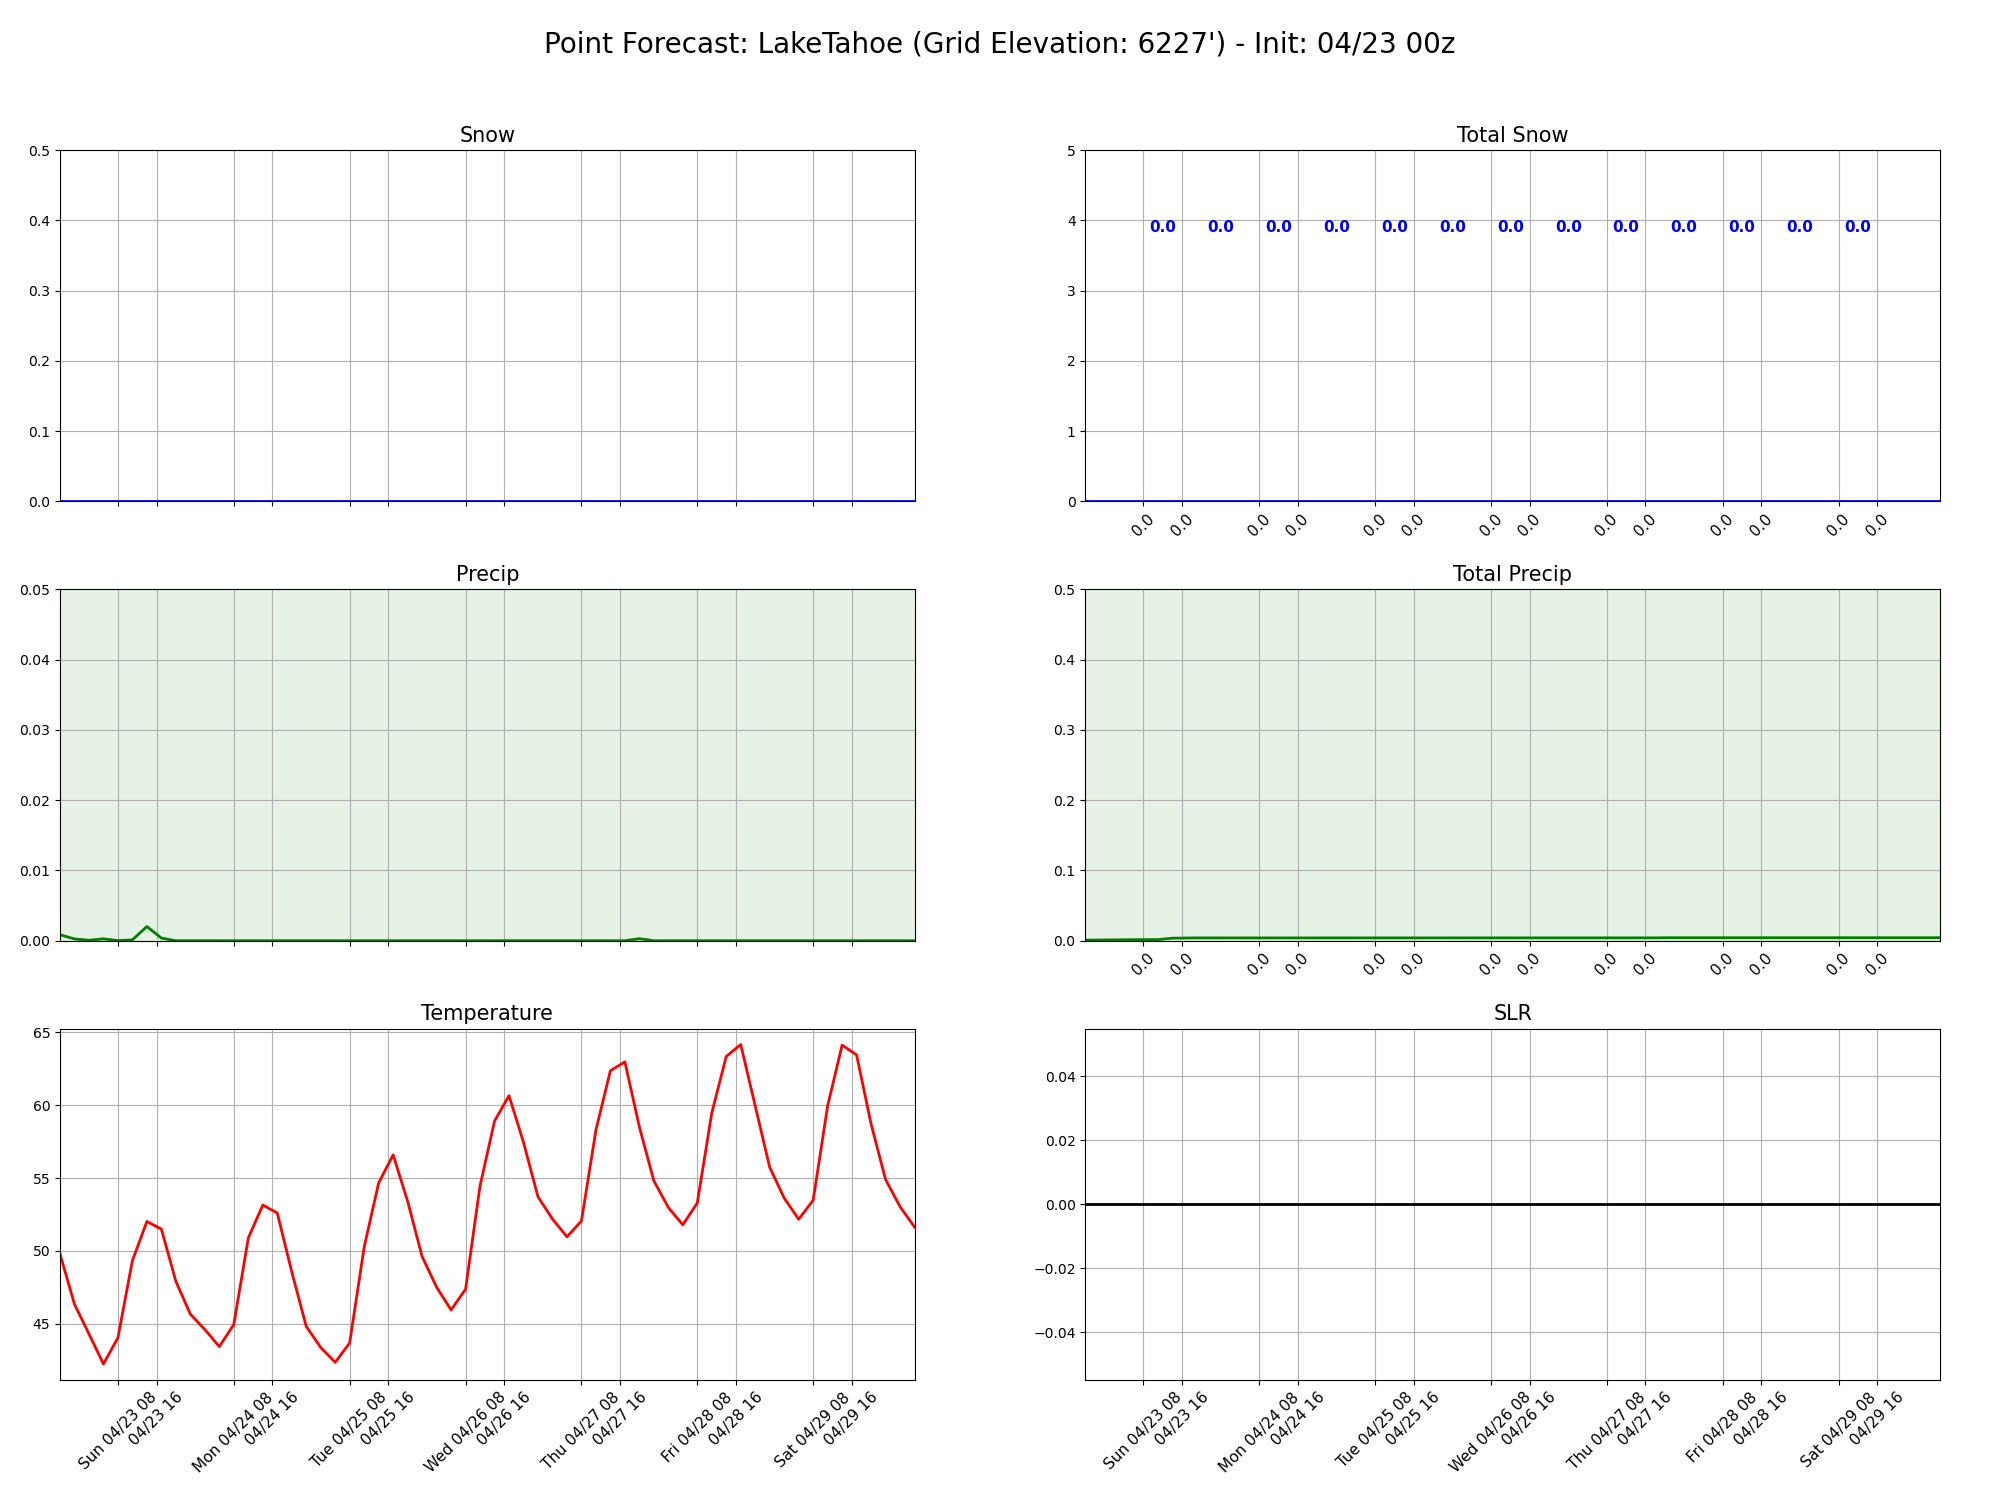 Point Forecast: LakeTahoe (Grid Elevation: 6227') - Init: 04/23 00z
Snow
0.5
0.4
0.3
0.2
0.1
0.0
Total Snow
5
4
3
2
1
0
0.0 0.0 0.0 0.0 0.0 0.0 0.0 0.0 0.0 0.0 0.0 0.0 0.0
0.0 0.0 0.0 0.0 0.0 0.0 0.0 0.0 0.0 0.0 0.0 0.0 0.0 0.0
Precip
0.05
0.04
0.03
0.02
0.01
0.00
Total Precip
0.5
0.4
0.3
0.2
0.1
0.0
0.0 0.0 0.0 0.0 0.0 0.0 0.0 0.0 0.0 0.0 0.0 0.0 0.0 0.0
Temperature
65
60
55
50
45
Sun 04/23 08
04/23 16
Mon 04/24 08
04/24 16
Tue 04/25 08
04/25 16
Wed 04/26 08
04/26 16
Thu 04/27 08
04/27 16
Fri 04/28 08
04/28 16
Sat 04/29 08
04/29 16
SLR
0.04
0.02
0.00
−0.02
−0.04
Sun 04/23 08
04/23 16
Mon 04/24 08
04/24 16
Tue 04/25 08
04/25 16
Wed 04/26 08
04/26 16
Thu 04/27 08
04/27 16
Fri 04/28 08
04/28 16
Sat 04/29 08
04/29 16